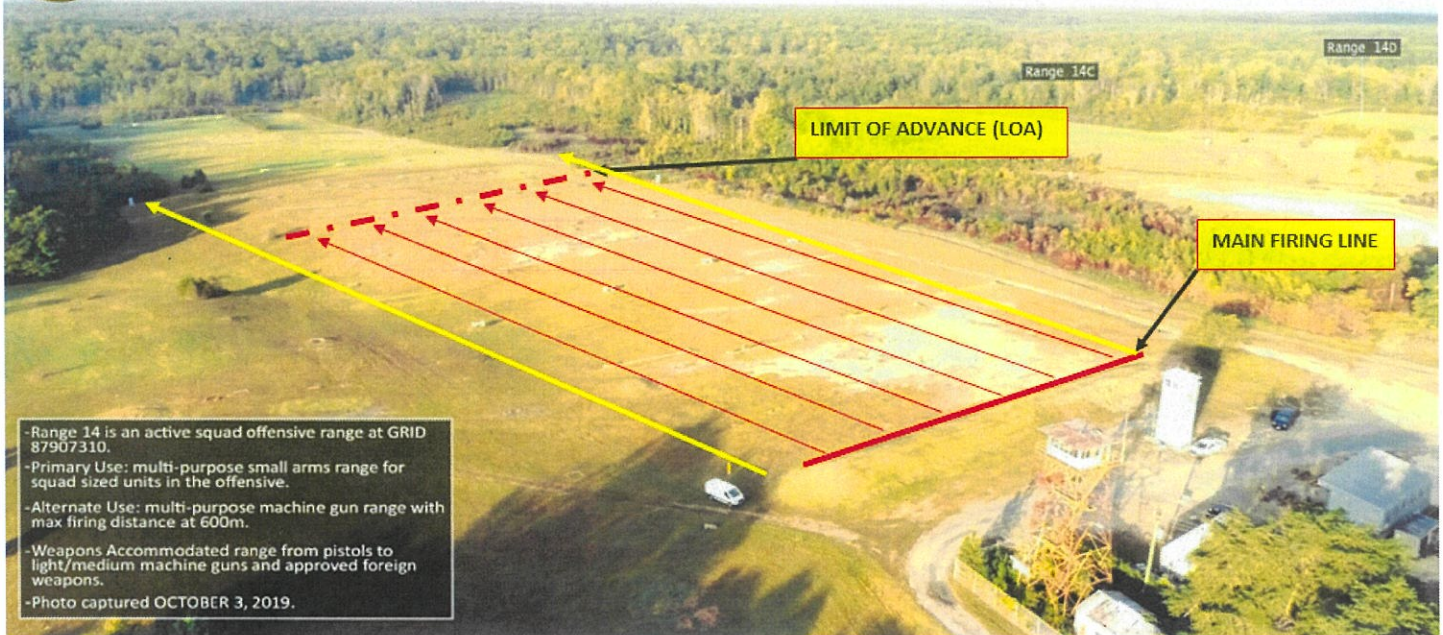 Range 14D
Range 14C
LIMIT OF ADVANCE (LOA)
MAIN FIRING LINE
-Range 14 is an active squad offensive range at GRID
87907310.
-Primary Use: multi-purpose small arms range for
squad sized units in the offensive.
-Alternate Use: multi-purpose machine gun range with
max firing distance at 600m.
-Weapons Accommodated range from pistols to
light/medium machine guns and approved foreign
weapons.
-Photo captured OCTOBER 3, 2019.